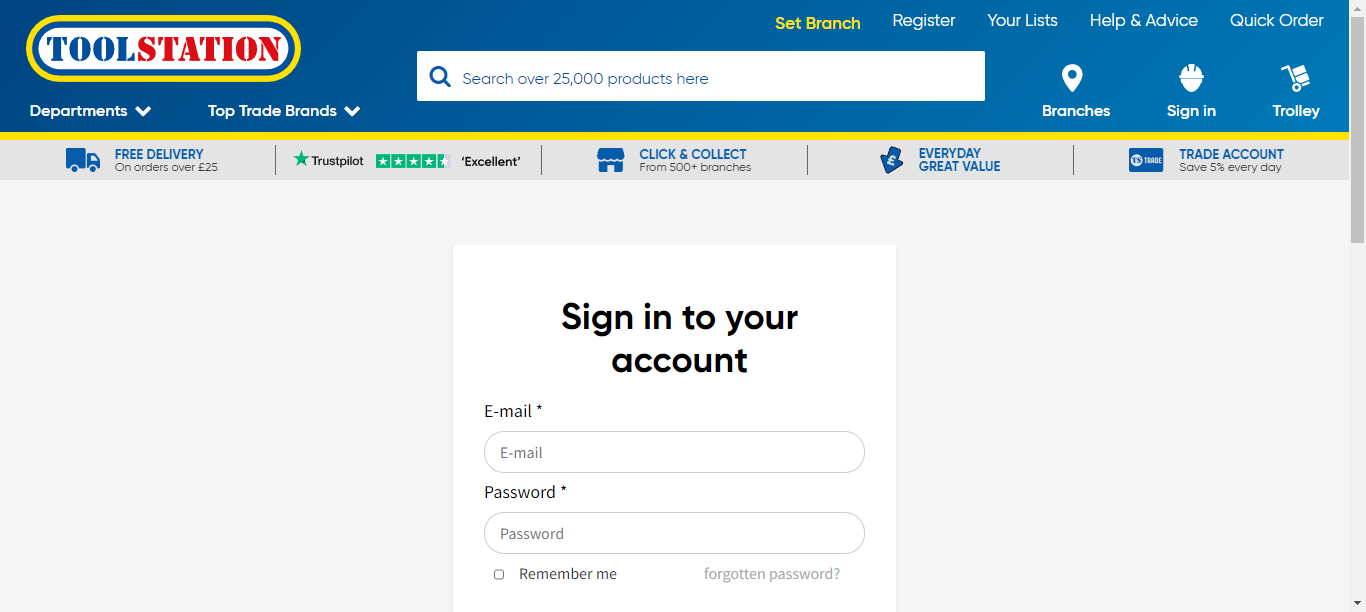 Set Branch Register Your Lists Help & Advice Quick Order
TOOLSTATION
Search over 25,000 products here
Departments Top Trade Brands Branches Sign in Trolley
FREE DELIVERY
On orders over £25
Trustpilot 'Excellent'
CLICK & COLLECT
From 500+ branches
EVERYDAY
GREAT VALUE
TS TRADE
TRADE ACCOUNT
Save 5% every day
Sign in to your
account
E-mail *
E-mail
Password *
Password
Remember me forgotten password?